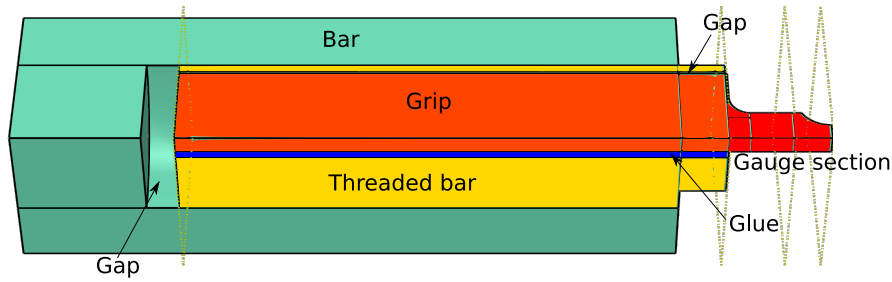 Gap
Bar
Grip
Gauge section
Threaded bar
Glue
Gap